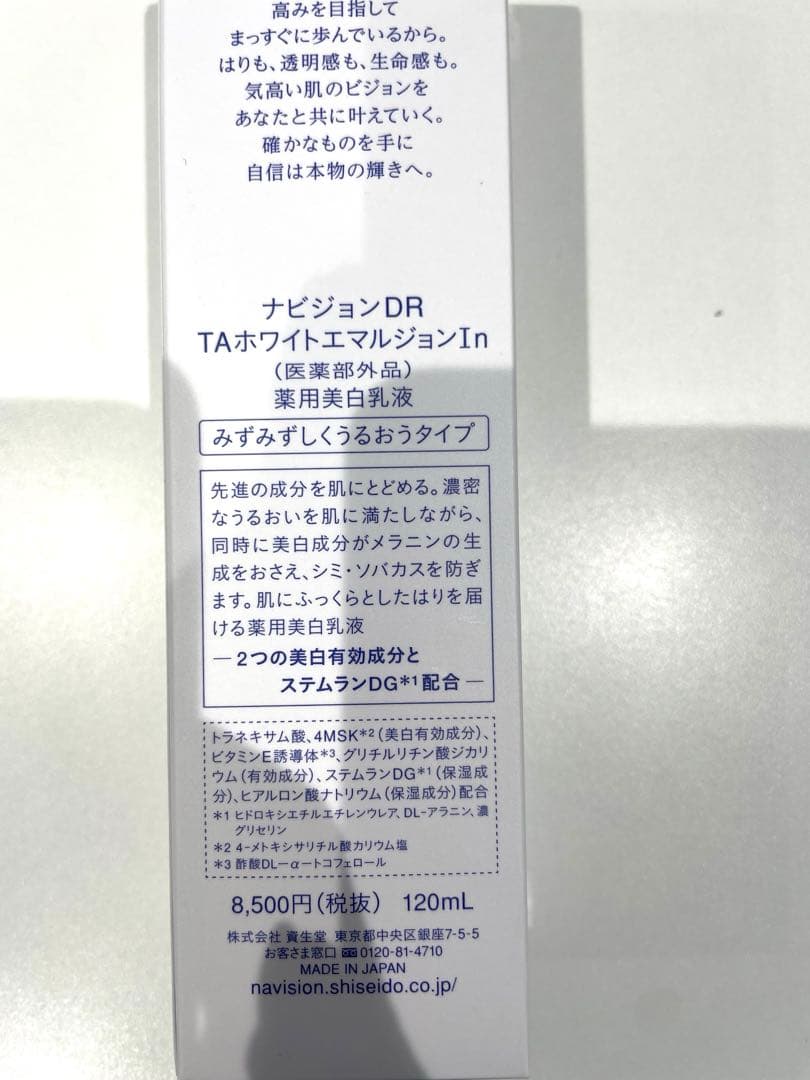 高みを目指して
まっすぐに歩んでいるから。
はりも、透明感も、生命感も。
気高い肌のビジョンを
あなたと共に叶えていく。
確かなものを手に
自信は本物の輝きへ。
ナビジョンDR
TAホワイトエマルジョンIn
（医薬部外品）
薬用美白乳液
みずみずしくうるおうタイプ
先進の成分を肌にとどめる。濃密
なうるおいを肌に満たしながら、
同時に美白成分がメラニンの生
成をおさえ、シミ・ソバカスを防ぎ
ます。肌にふっくらとしたはりを届
ける薬用美白乳液
― 2つの美白有効成分と
ステムランDG*1配合 ―
トラネキサム酸、4MSK*2（美白有効成分）、
ビタミンE誘導体*3、グリチルリチン酸ジカリ
ウム（有効成分）、ステムランDG*1（保湿成
分）、ヒアルロン酸ナトリウム（保湿成分）配合
*1 ヒドロキシエチルエチレンウレア、DL-アラニン、濃
グリセリン
*2 4-メトキシサリチル酸カリウム塩
*3 酢酸DL-α-トコフェロール
8,500円（税抜） 120mL
株式会社 資生堂 東京都中央区銀座7-5-5
お客さま窓口 0120-81-4710
MADE IN JAPAN
navision.shiseido.co.jp/